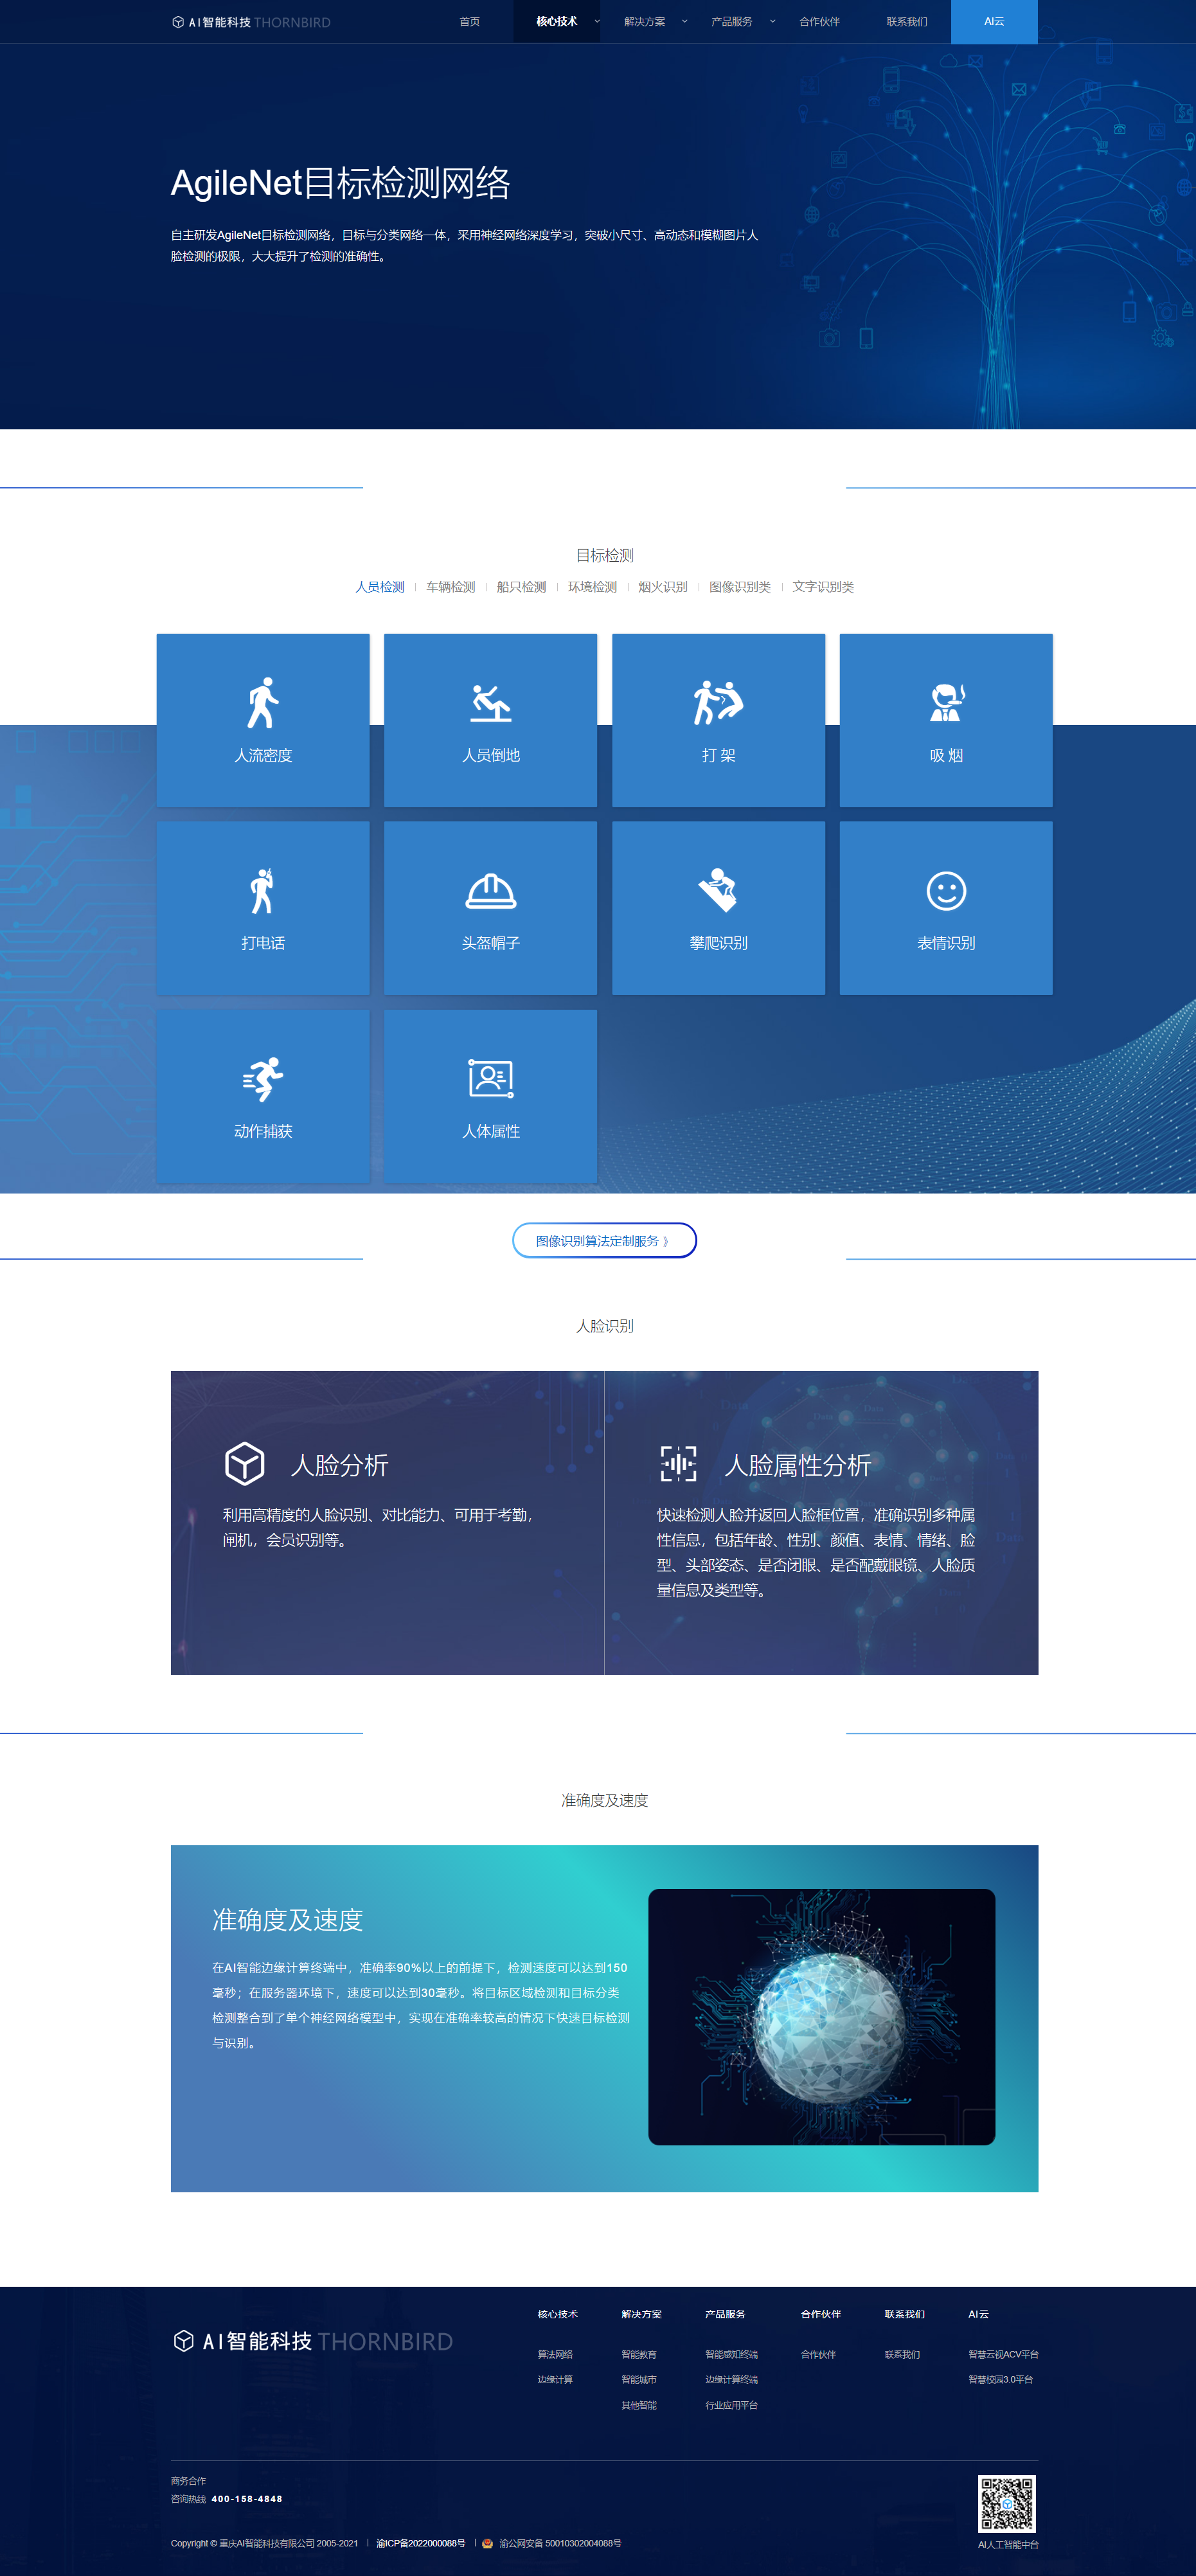 AI智能科技 THORNBIRD
首页 核心技术 解决方案 产品服务 合作伙伴 联系我们 AI云
AgileNet目标检测网络
自主研发AgileNet目标检测网络，目标与分类网络一体，采用神经网络深度学习，突破小尺寸、高动态和模糊图片人
脸检测的极限，大大提升了检测的准确性。
目标检测
人员检测 车辆检测 船只检测 环境检测 烟火识别 图像识别类 文字识别类
人流密度 人员倒地 打 架 吸 烟
打电话 头盔帽子 攀爬识别 表情识别
动作捕获 人体属性
图像识别算法定制服务 》
人脸识别
人脸分析
利用高精度的人脸识别、对比能力、可用于考勤，
闸机，会员识别等。
人脸属性分析
快速检测人脸并返回人脸框位置，准确识别多种属
性信息，包括年龄、性别、颜值、表情、情绪、脸
型、头部姿态、是否闭眼、是否配戴眼镜、人脸质
量信息及类型等。
准确度及速度
准确度及速度
在AI智能边缘计算终端中，准确率90%以上的前提下，检测速度可以达到150
毫秒；在服务器环境下，速度可以达到30毫秒。将目标区域检测和目标分类
检测整合到了单个神经网络模型中，实现在准确率较高的情况下快速目标检测
与识别。
AI智能科技 THORNBIRD
核心技术 解决方案 产品服务 合作伙伴 联系我们 AI云
算法网络 智能教育 智能感知终端 合作伙伴 联系我们 智慧云视ACV平台
边缘计算 智能城市 边缘计算终端 智慧校园3.0平台
其他智能 行业应用平台
商务合作
咨询热线 400-158-4848
Copyright © 重庆AI智能科技有限公司 2005-2021 | 渝ICP备2022000088号 | 渝公网安备 50010302004088号
AI人工智能中台